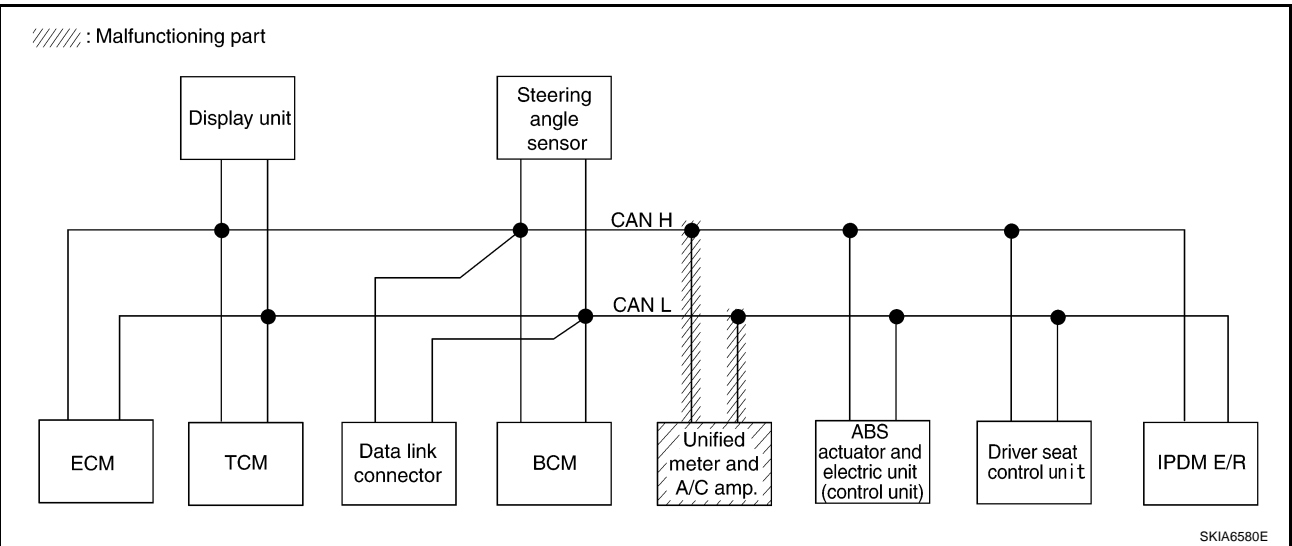 : Malfunctioning part
Display unit
Steering
angle
sensor
CAN H
CAN L
ECM
TCM
Data link
connector
BCM
Unified
meter and
A/C amp.
ABS
actuator and
electric unit
(control unit)
Driver seat
control unit
IPDM E/R
SKIA6580E